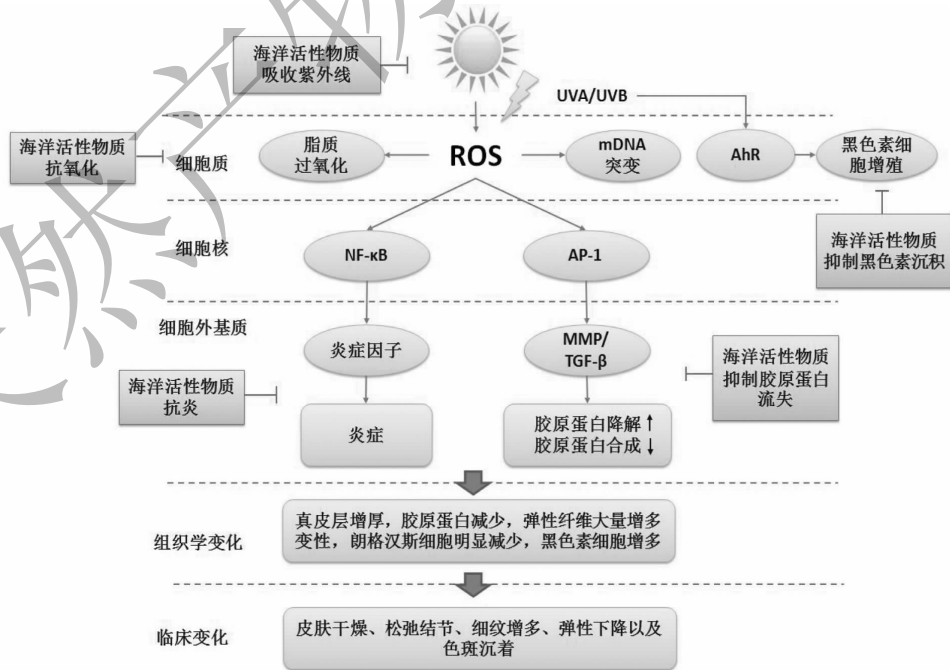 海洋活性物质
吸收紫外线
UVA/UVB
海洋活性物质
抗氧化
细胞质
脂质
过氧化
ROS
mDNA
突变
AhR
黑色素细
胞增殖
细胞核
NF-κB
AP-1
海洋活性物质
抑制黑色素沉积
细胞外基质
炎症因子
MMP/
TGF-β
海洋活性物质
抑制胶原蛋白
流失
海洋活性物质
抗炎
炎症
胶原蛋白降解↑
胶原蛋白合成↓
组织学变化
真皮层增厚，胶原蛋白减少，弹性纤维大量增多
变性，朗格汉斯细胞明显减少，黑色素细胞增多
临床变化
皮肤干燥、松弛结节、细纹增多、弹性下降以及
色斑沉着
然产物